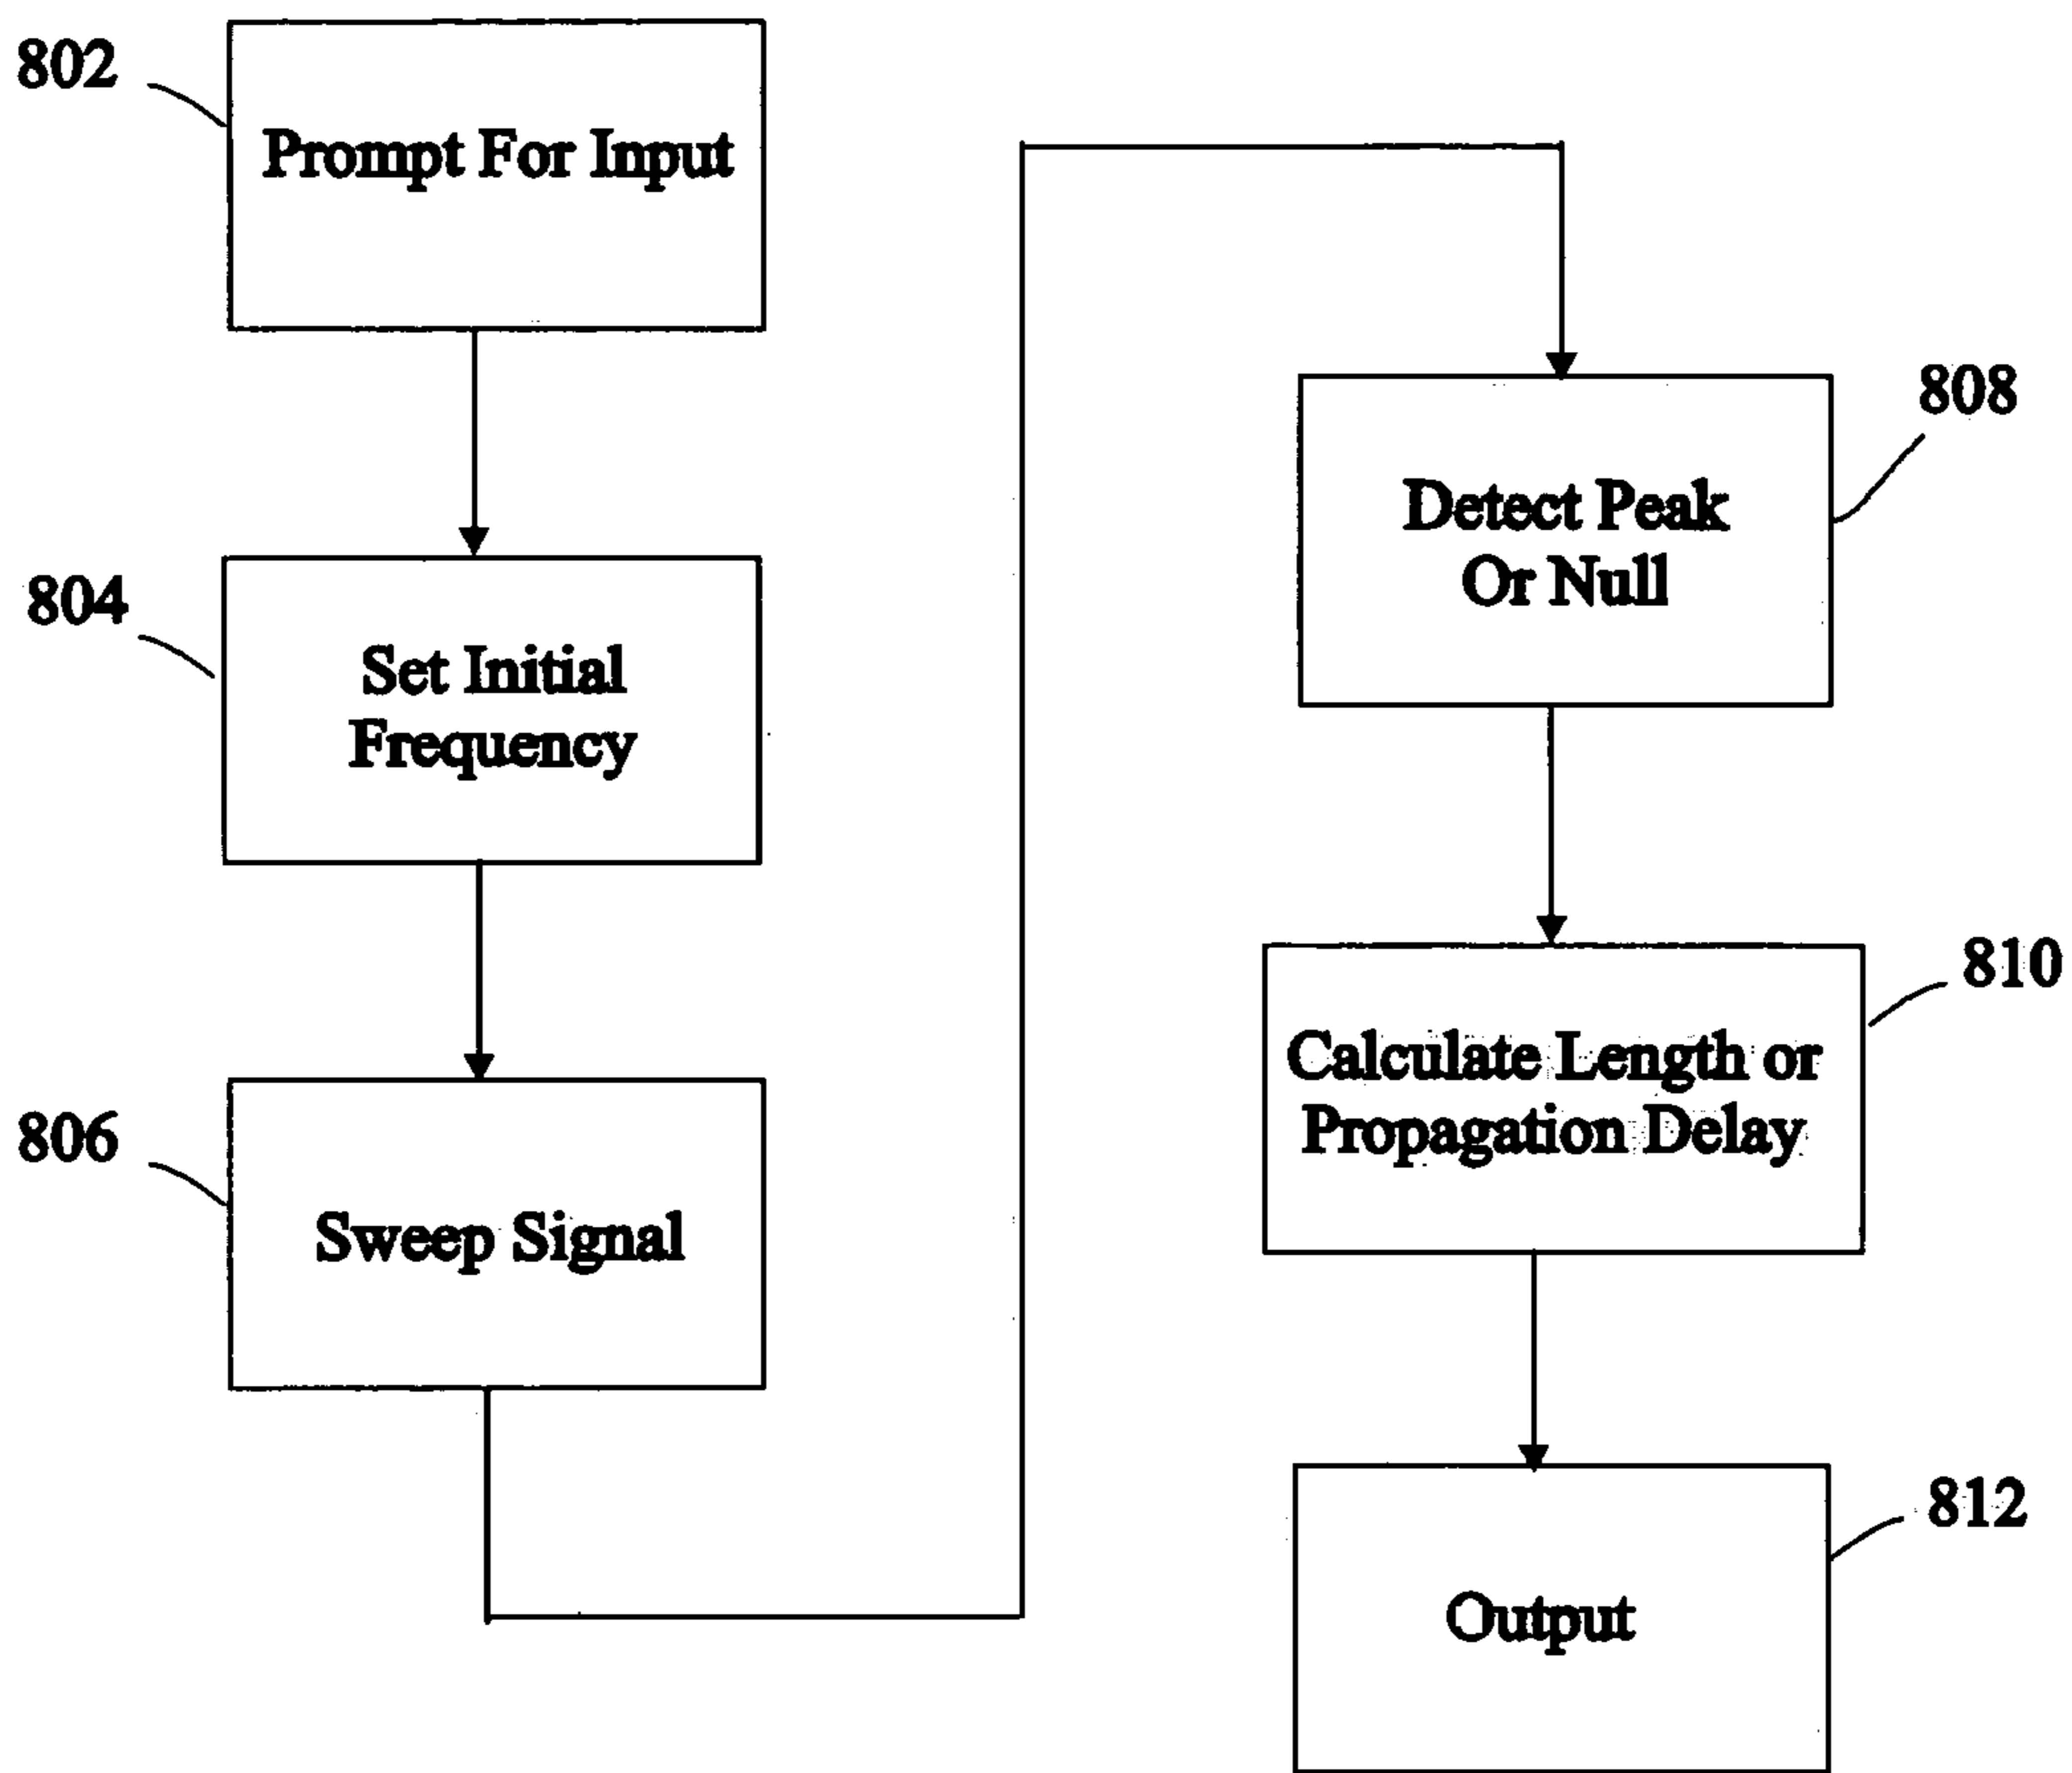 802
Prompt For Input
804
Set Initial
Frequency
806
Sweep Signal
808
Detect Peak
Or Null
810
Calculate Length or
Propagation Delay
812
Output